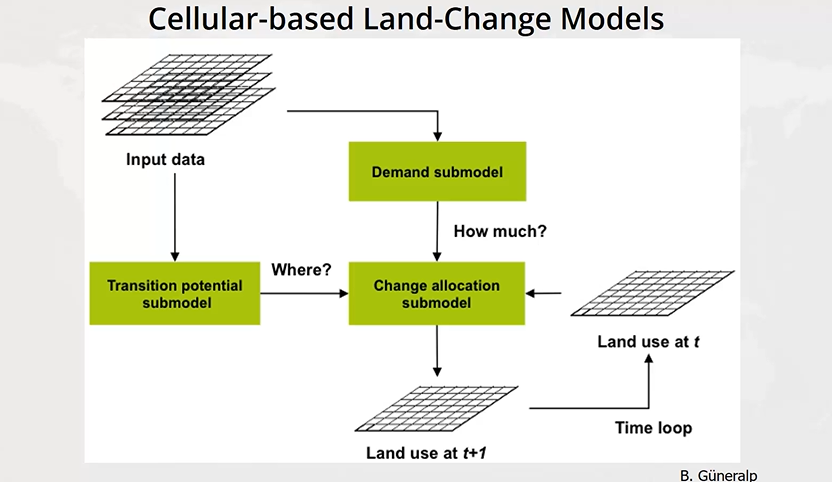 Cellular-based Land-Change Models
Input data
Demand submodel
How much?
Transition potential
submodel
Where?
Change allocation
submodel
Land use at t
Land use at t+1
Time loop
B. Güneralp